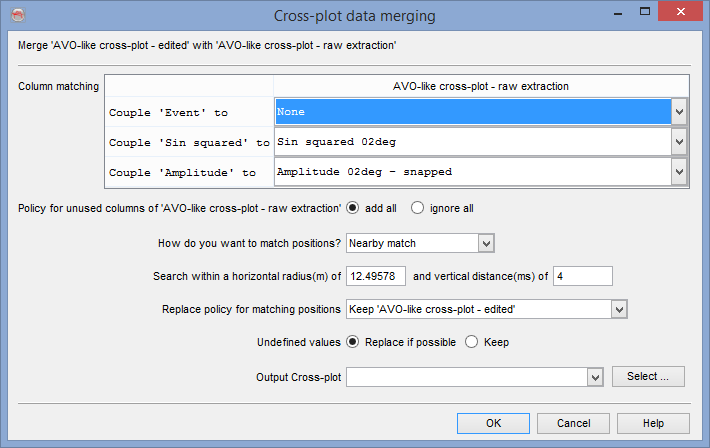 Cross-plot data merging
Merge 'AVO-like cross-plot - edited' with 'AVO-like cross-plot - raw extraction'
Column matching
AVO-like cross-plot - raw extraction
Couple 'Event' to None
Couple 'Sin squared' to Sin squared 02deg
Couple 'Amplitude' to Amplitude 02deg - snapped
Policy for unused columns of 'AVO-like cross-plot - raw extraction' add all ignore all
How do you want to match positions? Nearby match
Search within a horizontal radius(m) of 12.49578 and vertical distance(ms) of 4
Replace policy for matching positions Keep 'AVO-like cross-plot - edited'
Undefined values Replace if possible Keep
Output Cross-plot Select ...
OK Cancel Help